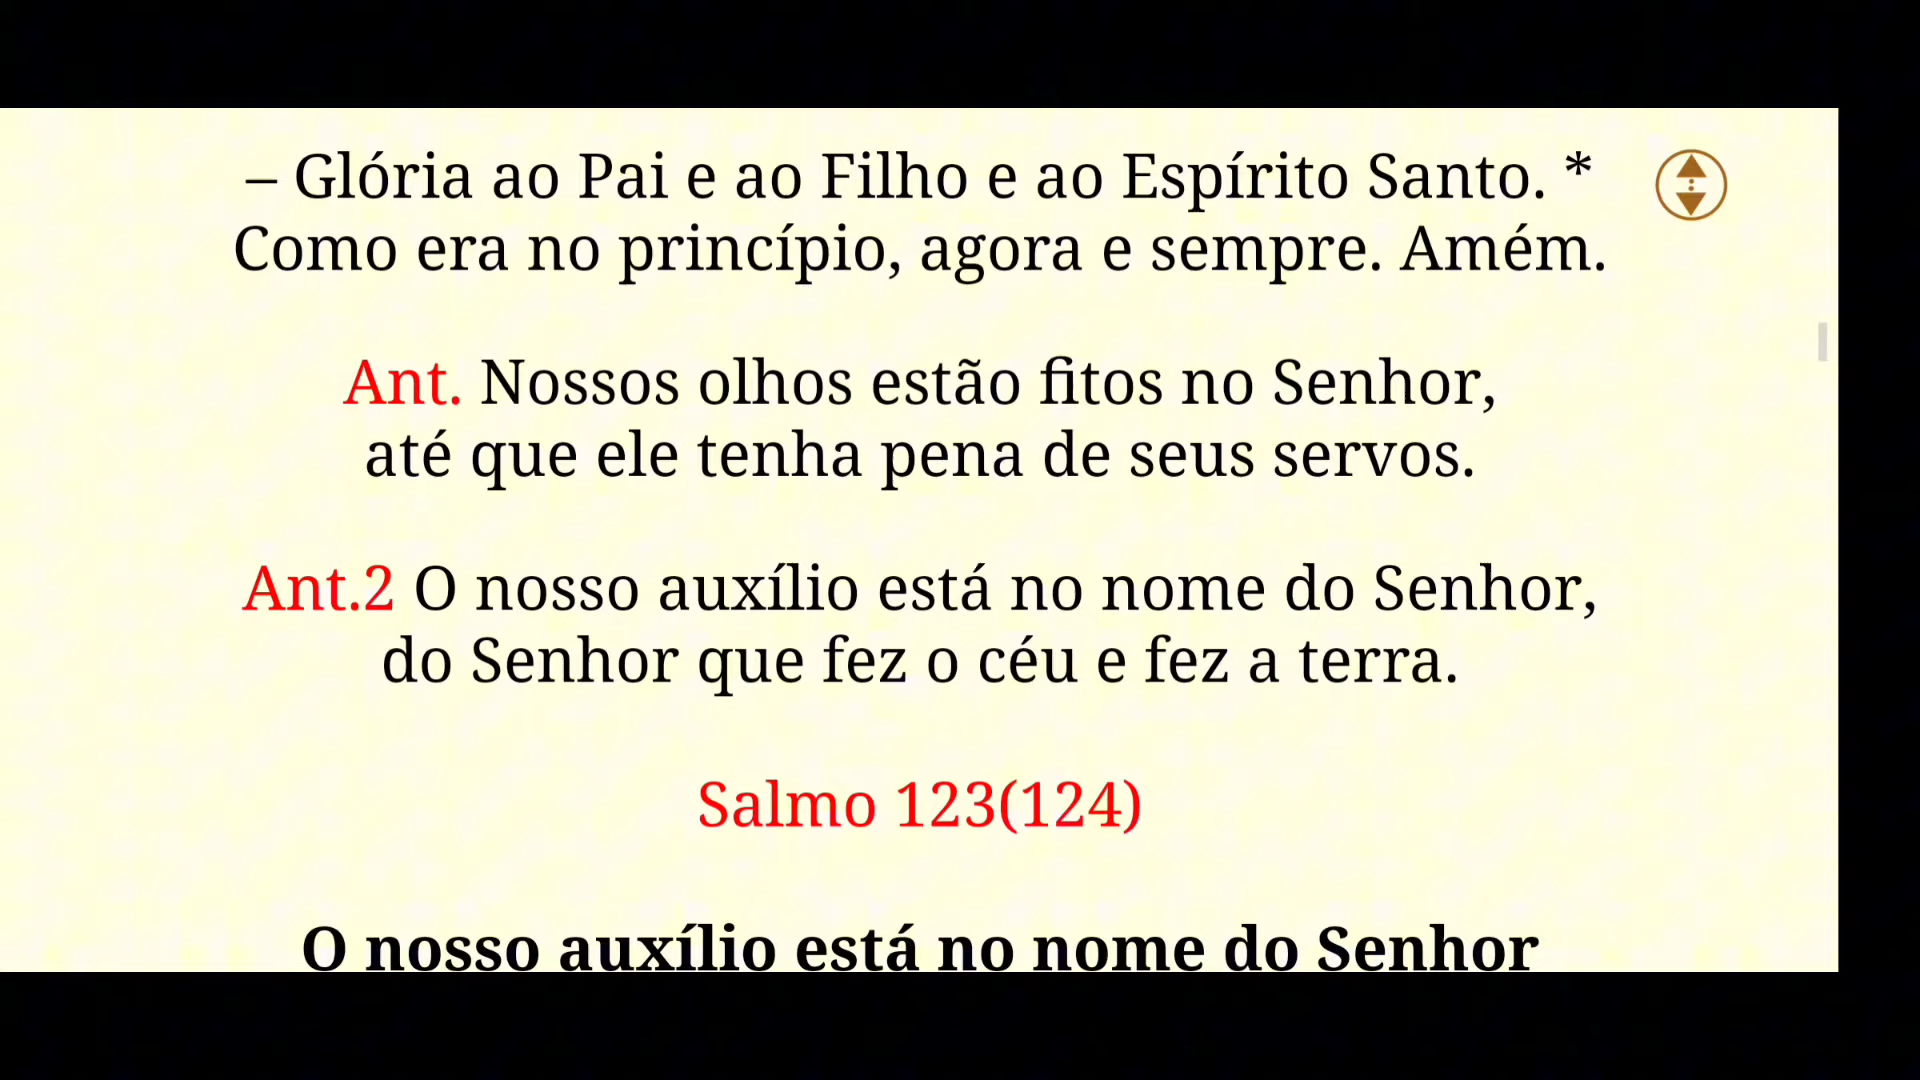 – Glória ao Pai e ao Filho e ao Espírito Santo. *
Como era no princípio, agora e sempre. Amém.
Ant. Nossos olhos estão fitos no Senhor,
até que ele tenha pena de seus servos.
Ant.2 O nosso auxílio está no nome do Senhor,
do Senhor que fez o céu e fez a terra.
Salmo 123(124)
O nosso auxílio está no nome do Senhor